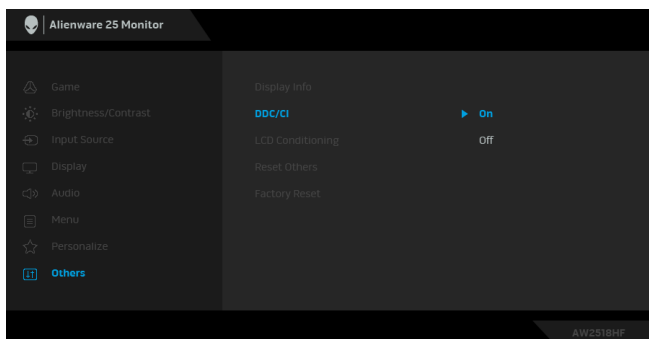 Alienware 25 Monitor
Game
Display Info
Brightness/Contrast
DDC/CI
On
Input Source
LCD Conditioning
Off
Display
Reset Others
Audio
Factory Reset
Menu
Personalize
Others
AW2518HF